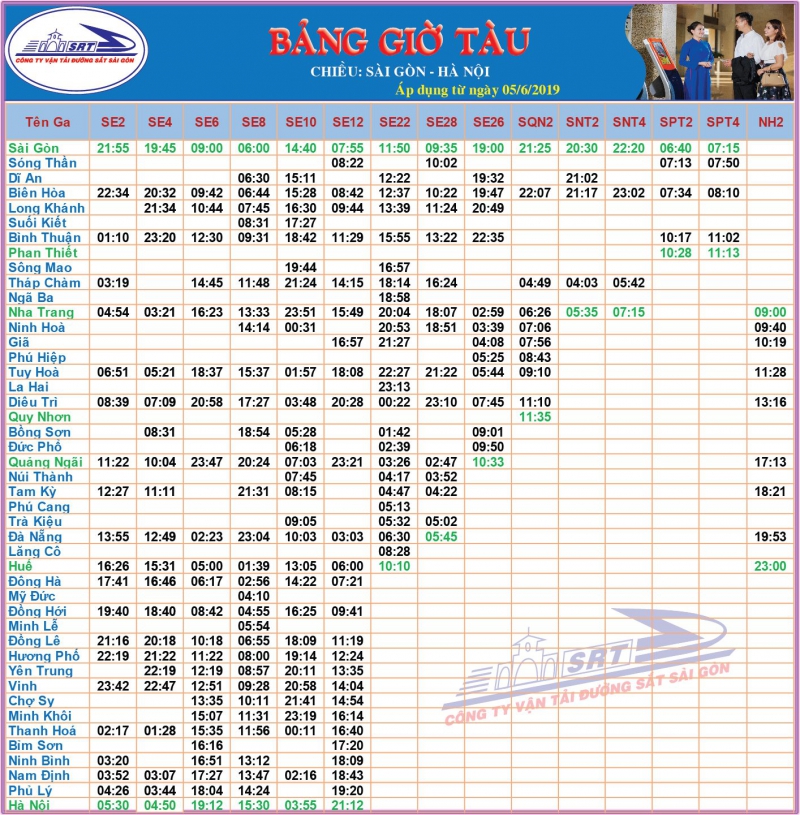 SRT
CÔNG TY VẬN TẢI ĐƯỜNG SẮT SÀI GÒN
BẢNG GIỜ TÀU
CHIỀU: SÀI GÒN - HÀ NỘI
Áp dụng từ ngày 05/6/2019
Tên Ga SE2 SE4 SE6 SE8 SE10 SE12 SE22 SE28 SE26 SQN2 SNT2 SNT4 SPT2 SPT4 NH2
Sài Gòn 21:55 19:45 09:00 06:00 14:40 07:55 11:50 09:35 19:00 21:25 20:30 22:20 06:40 07:15
Sóng Thần 08:22 10:02 07:13 07:50
Dĩ An 06:30 15:11 12:22 19:32 21:02
Biên Hòa 22:34 20:32 09:42 06:44 15:28 08:42 12:37 10:22 19:47 22:07 21:17 23:02 07:34 08:10
Long Khánh 21:34 10:44 07:45 16:30 09:44 13:39 11:24 20:49
Suối Kiết 08:31 17:27
Bình Thuận 01:10 23:20 12:30 09:31 18:42 11:29 15:55 13:22 22:35 10:17 11:02
Phan Thiết 10:28 11:13
Sông Mao 19:44 16:57
Tháp Chàm 03:19 14:45 11:48 21:24 14:15 18:14 16:24 04:49 04:03 05:42
Ngã Ba 18:58
Nha Trang 04:54 03:21 16:23 13:33 23:51 15:49 20:04 18:07 02:59 06:26 05:35 07:15 09:00
Ninh Hoà 14:14 00:31 20:53 18:51 03:39 07:06 09:40
Giã 16:57 21:27 04:08 07:56 10:19
Phú Hiệp 05:25 08:43
Tuy Hoà 06:51 05:21 18:37 15:37 01:57 18:08 22:27 21:22 05:44 09:10 11:28
La Hai 23:13
Diêu Trì 08:39 07:09 20:58 17:27 03:48 20:28 00:22 23:10 07:45 11:10 13:16
Quy Nhơn 11:35
Bồng Sơn 08:31 18:54 05:28 01:42 09:01
Đức Phổ 06:18 02:39 09:50
Quảng Ngãi 11:22 10:04 23:47 20:24 07:03 23:21 03:26 02:47 10:33 17:13
Núi Thành 07:45 04:17 03:52
Tam Kỳ 12:27 11:11 21:31 08:15 04:47 04:22 18:21
Phú Cang 05:13
Trà Kiệu 09:05 05:32 05:02
Đà Nẵng 13:55 12:49 02:23 23:04 10:03 03:03 06:30 05:45 19:53
Lăng Cô 08:28
Huế 16:26 15:31 05:00 01:39 13:05 06:00 10:10 23:00
Đông Hà 17:41 16:46 06:17 02:56 14:22 07:21
Mỹ Đức 04:10
Đồng Hới 19:40 18:40 08:42 04:55 16:25 09:41
Minh Lễ 05:54
Đồng Lê 21:16 20:18 10:18 06:55 18:09 11:19
Hương Phố 22:19 21:22 11:22 08:00 19:14 12:24
Yên Trung 22:19 12:19 08:57 20:11 13:35
Vinh 23:42 22:47 12:51 09:28 20:58 14:04
Chợ Sy 13:35 10:11 21:41 14:54
Minh Khôi 15:07 11:31 23:19 16:14
Thanh Hoá 02:17 01:28 15:35 11:56 00:11 16:40
Bỉm Sơn 16:16 17:20
Ninh Bình 03:20 16:51 13:12 18:09
Nam Định 03:52 03:07 17:27 13:47 02:16 18:43
Phủ Lý 04:26 03:44 18:04 14:24 19:20
Hà Nội 05:30 04:50 19:12 15:30 03:55 21:12
SRT
CÔNG TY VẬN TẢI ĐƯỜNG SẮT SÀI GÒN